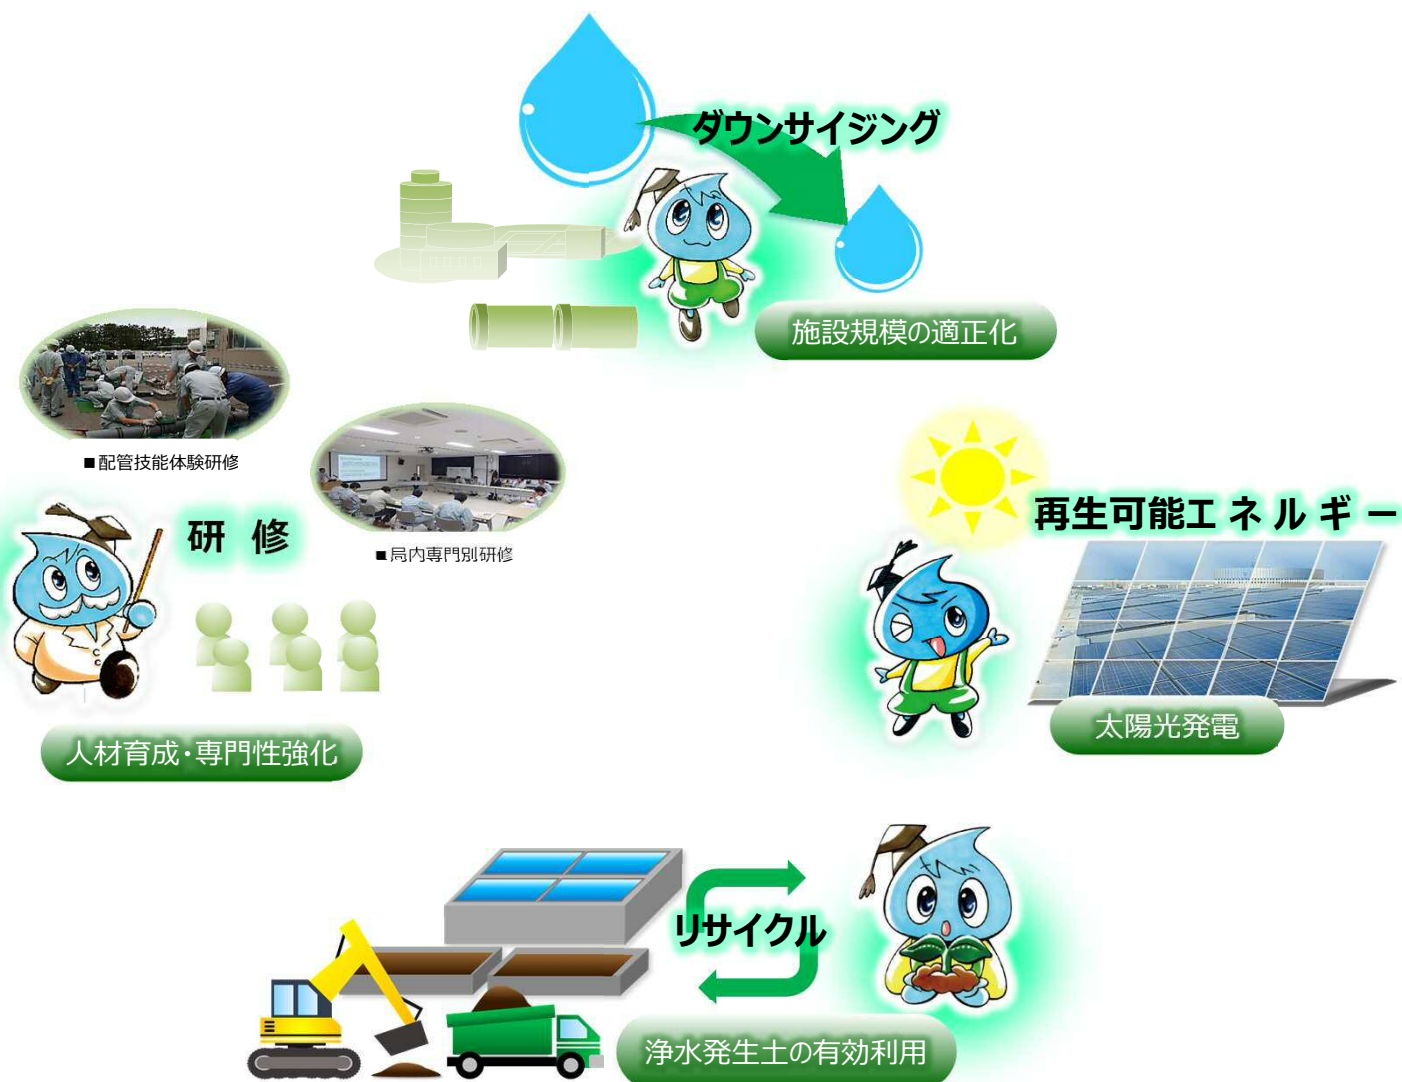 ダウンサイジング
施設規模の適正化
■配管技能体験研修
■局内専門別研修
研修
人材育成・専門性強化
再生可能エネルギー
太陽光発電
リサイクル
浄水発生土の有効利用